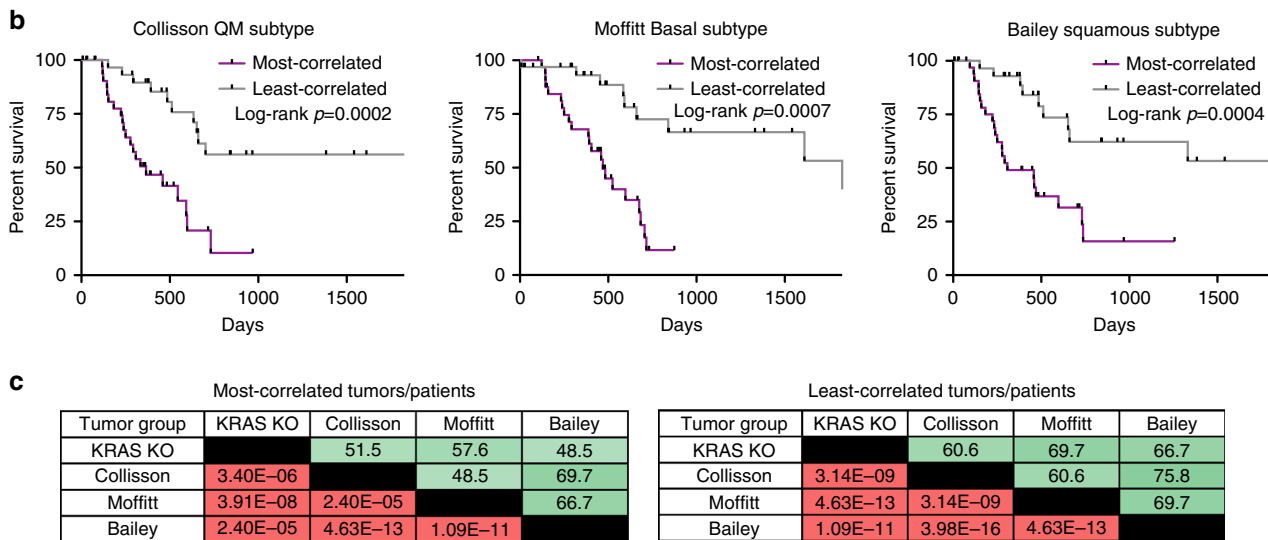 b
Collisson QM subtype
Percent survival
100
75
50
25
0
Most-correlated
Least-correlated
Log-rank p=0.0002
0 500 1000 1500
Days
Moffitt Basal subtype
Percent survival
100
75
50
25
0
Most-correlated
Least-correlated
Log-rank p=0.0007
0 500 1000 1500
Days
Bailey squamous subtype
Percent survival
100
75
50
25
0
Most-correlated
Least-correlated
Log-rank p=0.0004
0 500 1000 1500
Days
c
Most-correlated tumors/patients
Tumor group KRAS KO Collisson Moffitt Bailey
KRAS KO 51.5 57.6 48.5
Collisson 3.40E–06 48.5 69.7
Moffitt 3.91E–08 2.40E–05 66.7
Bailey 2.40E–05 4.63E–13 1.09E–11
Least-correlated tumors/patients
Tumor group KRAS KO Collisson Moffitt Bailey
KRAS KO 60.6 69.7 66.7
Collisson 3.14E–09 60.6 75.8
Moffitt 4.63E–13 3.14E–09 69.7
Bailey 1.09E–11 3.98E–16 4.63E–13